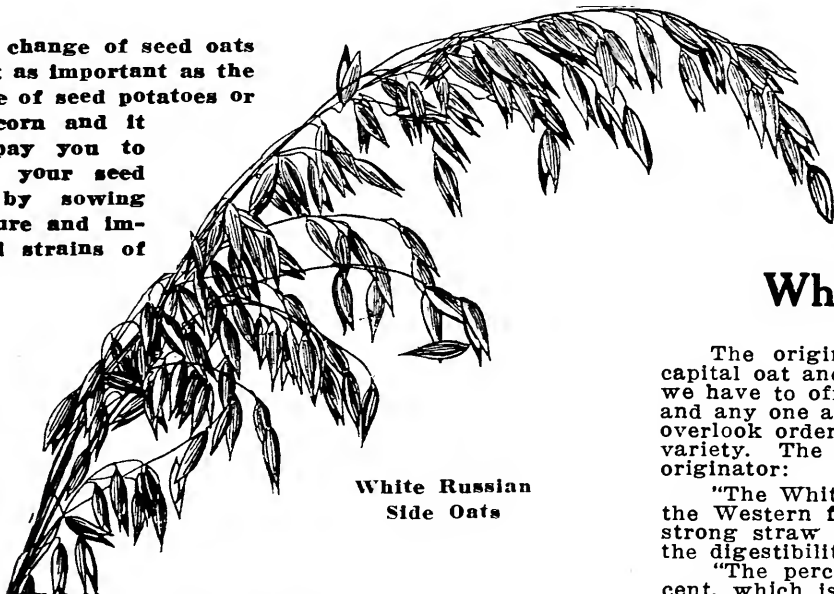 change of seed oats
as important as the
of seed potatoes or
corn and it
pay you to
your seed
by sowing
and im-
strains of
White Russian
Side Oats
Wh
The origin
capital oat and
we have to of
and any one a
overlook order
variety. The
originator:
"The Whit
the Western f
strong straw
the digestibilit
"The perc
cent, which is